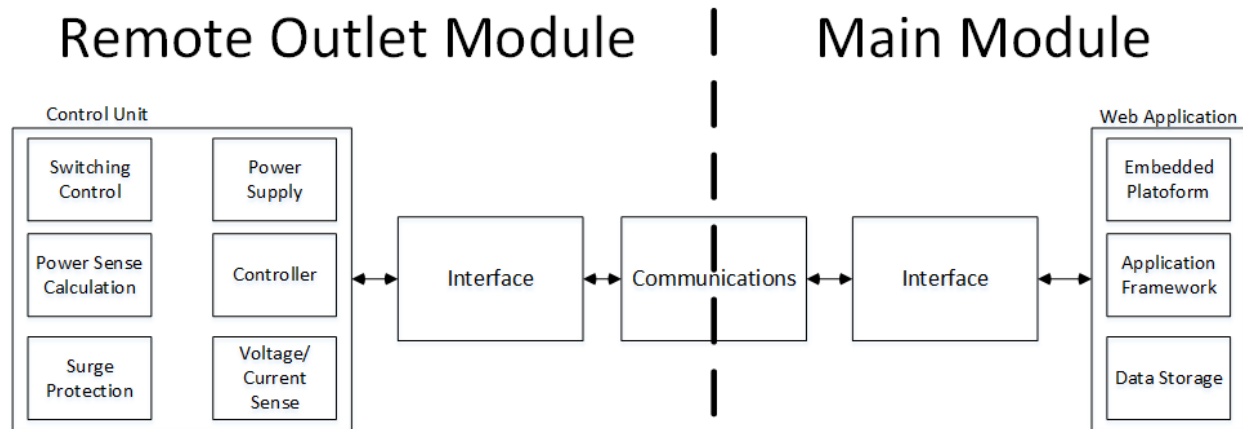 Remote Outlet Module
Main Module
Control Unit
Switching
Control
Power
Supply
Power Sense
Calculation
Controller
Surge
Protection
Voltage/
Current
Sense
Interface
Communications
Interface
Web Application
Embedded
Platoform
Application
Framework
Data Storage